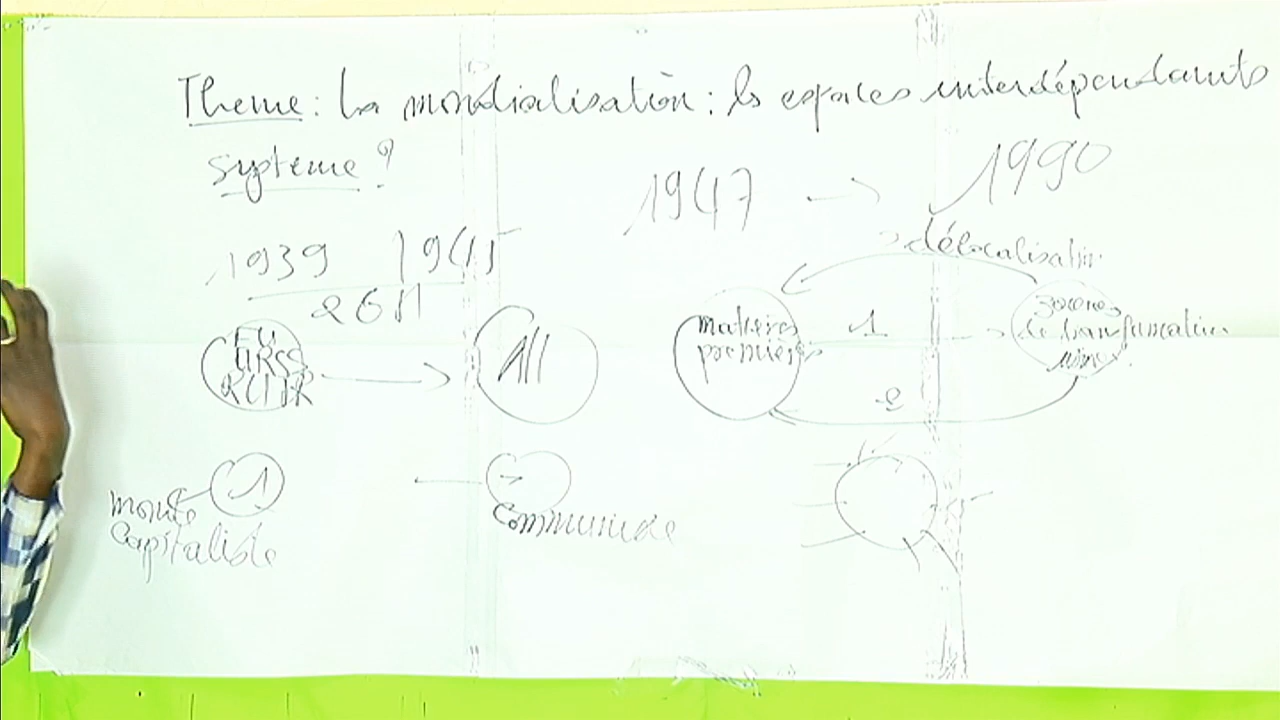 Theme : La mondialisation : les espaces interdépendants
système ?
1947 → 1990
1939 1945
2GM
délocalisation
EU
URSS
RU
All
matières
premières
1
zones
de transformation
usines
2
1
monde
capitaliste
communiste